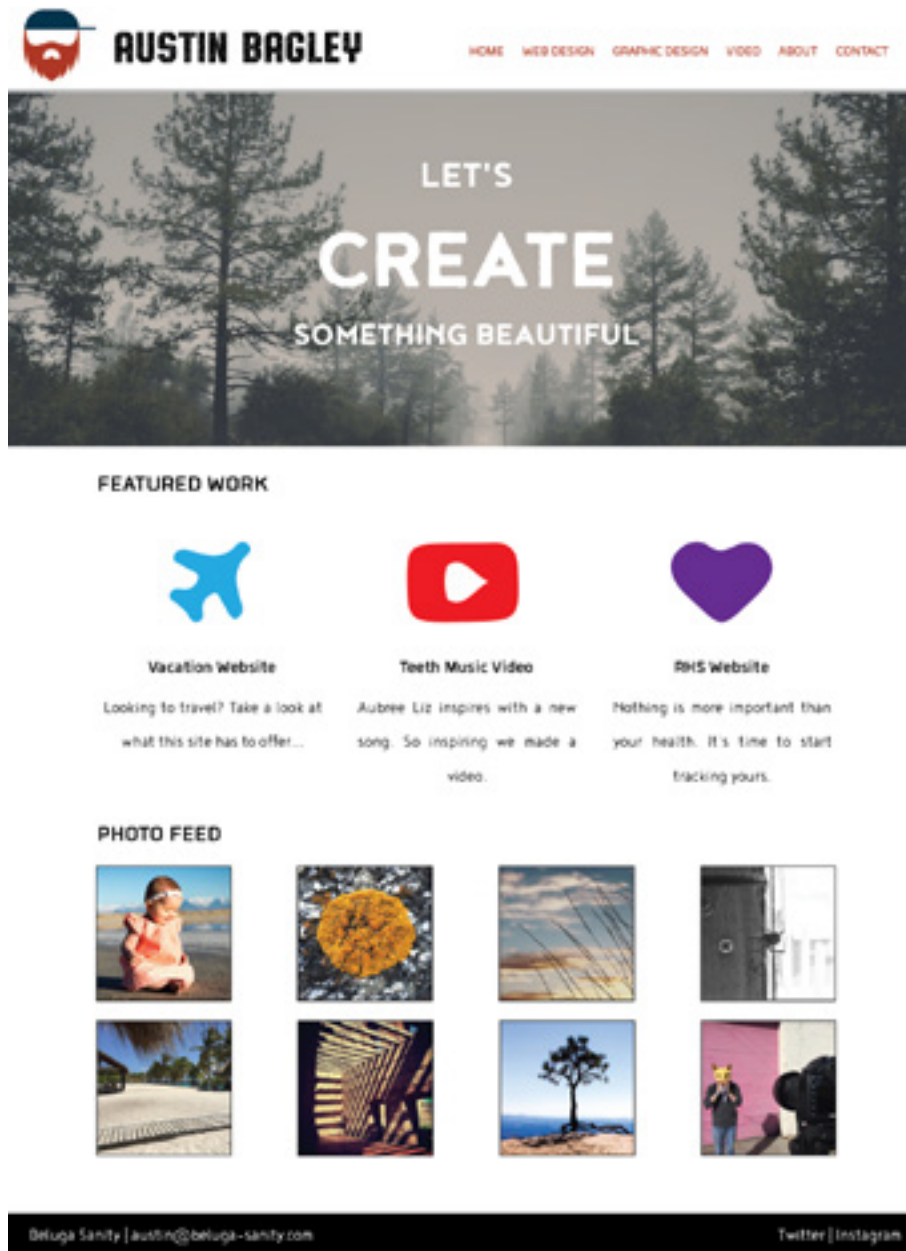 AUSTIN BAGLEY
HOME WEB DESIGN GRAPHIC DESIGN VIDEO ABOUT CONTACT
LET'S
CREATE
SOMETHING BEAUTIFUL
FEATURED WORK
Vacation Website
Looking to travel? Take a look at
what this site has to offer...
Teeth Music Video
Aubree Liz inspires with a new
song. So inspiring we made a
video.
RHS Website
Nothing is more important than
your health. It's time to start
tracking yours.
PHOTO FEED
Beluga Sanity | austin@beluga-sanity.com
Twitter | Instagram